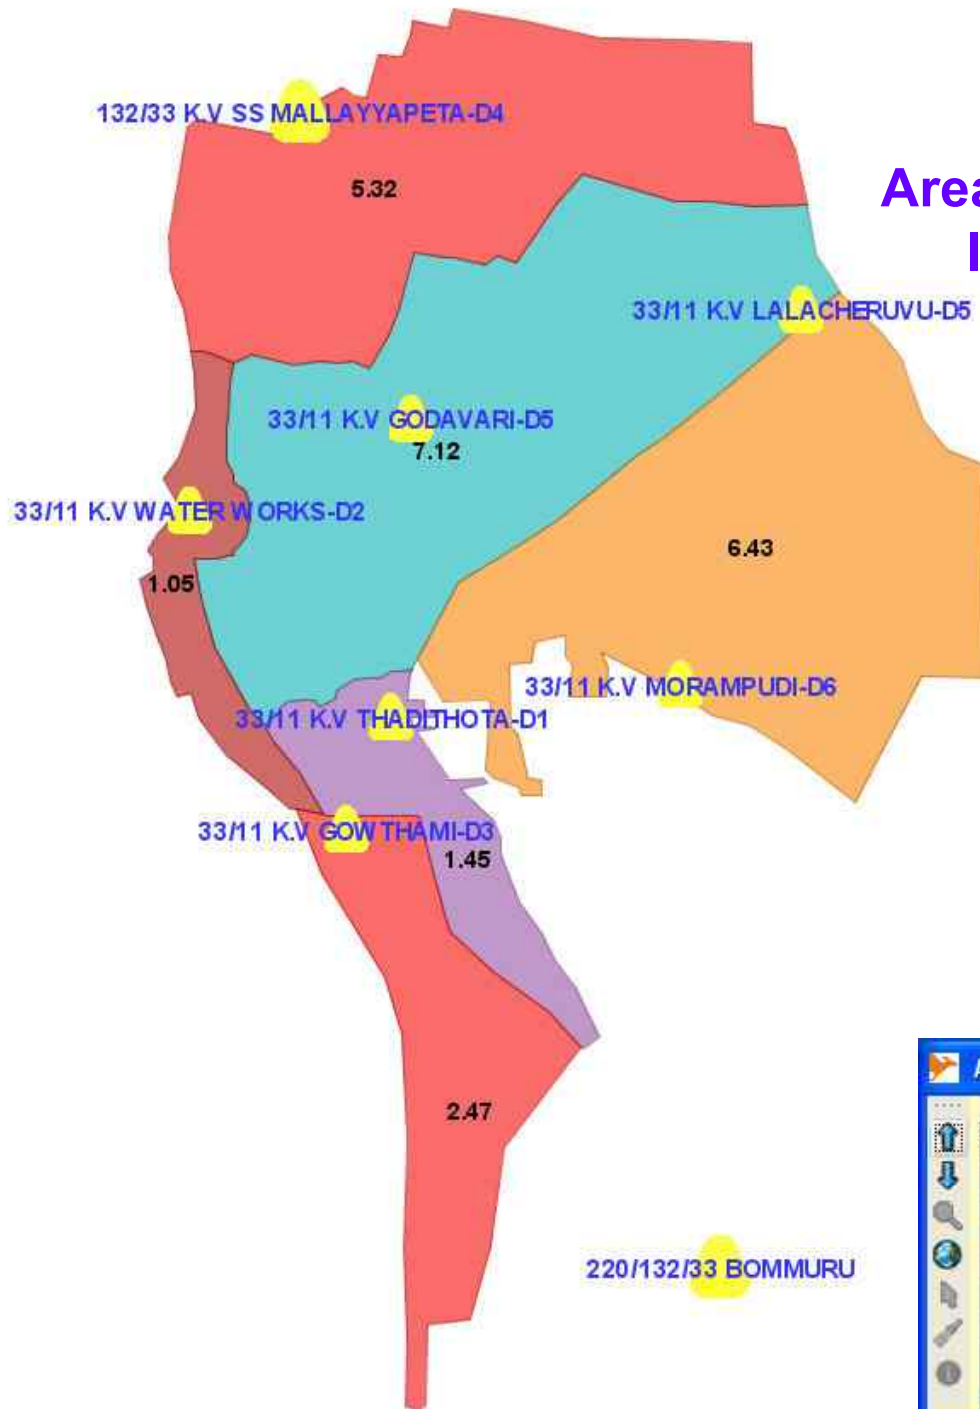 132/33 K.V SS MALLAYYAPETA-D4
5.32
Area
33/11 K.V LALACHERUVU-D5
33/11 K.V GODAVARI-D5
7.12
33/11 K.V WATER WORKS-D2
6.43
1.05
33/11 K.V MORAMPUDI-D6
33/11 K.V THADITHOTA-D1
33/11 K.V GOWTHAMI-D3
1.45
2.47
220/132/33 BOMMURU